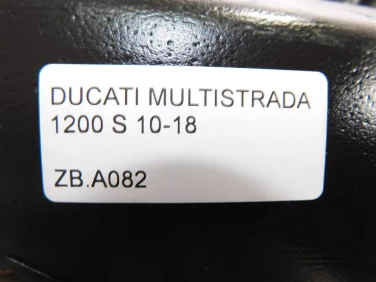 DUCATI MULTISTRADA
1200 S 10-18
ZB.A082